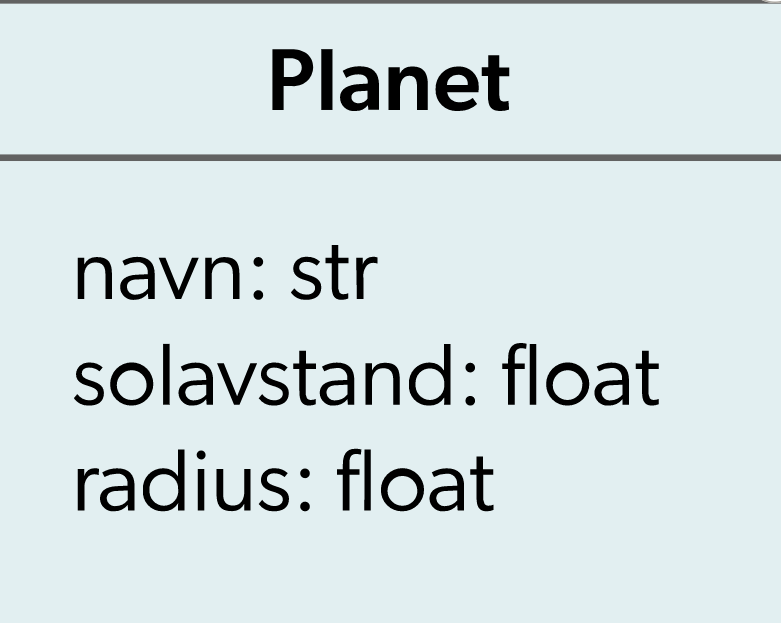 Planet
navn: str
solavstand: float
radius: float